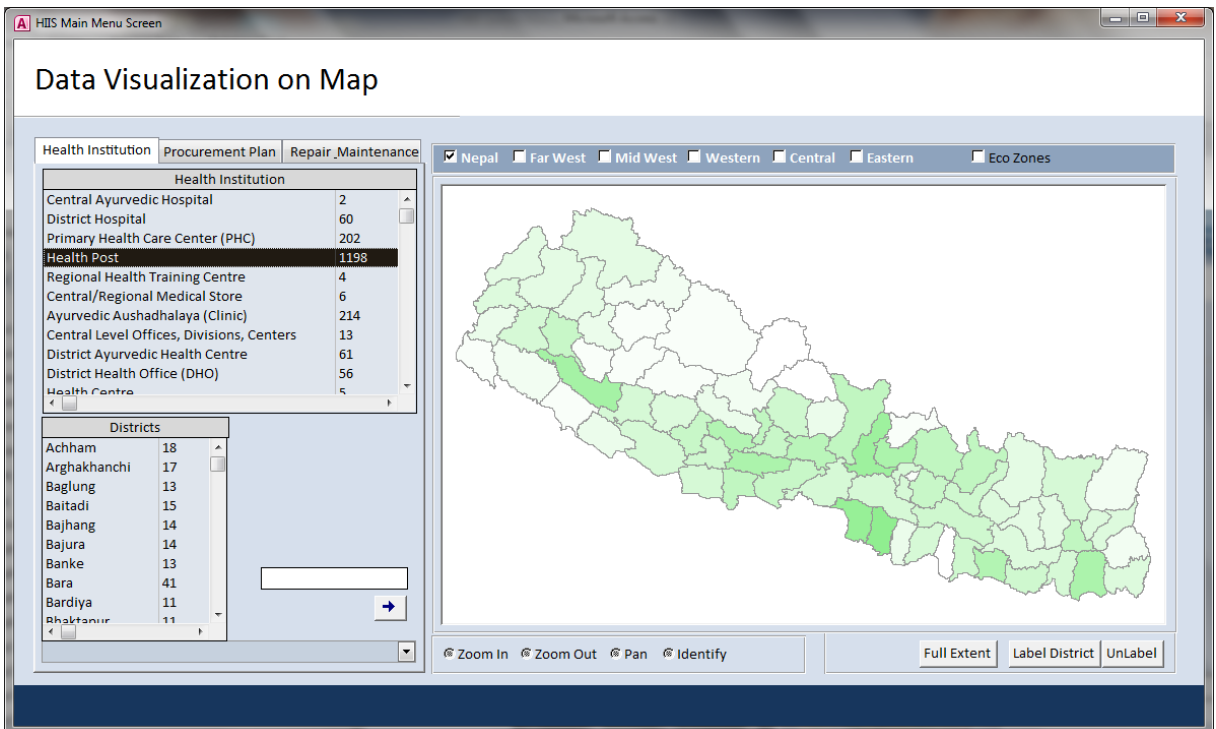 HIIS Main Menu Screen
Data Visualization on Map
Health Institution Procurement Plan Repair_Maintenance
Health Institution
Central Ayurvedic Hospital 2
District Hospital 60
Primary Health Care Center (PHC) 202
Health Post 1198
Regional Health Training Centre 4
Central/Regional Medical Store 6
Ayurvedic Aushadhalaya (Clinic) 214
Central Level Offices, Divisions, Centers 13
District Ayurvedic Health Centre 61
District Health Office (DHO) 56
Health Centre 5
Districts
Achham 18
Arghakhanchi 17
Baglung 13
Baitadi 15
Bajhang 14
Bajura 14
Banke 13
Bara 41
Bardiya 11
Bhaktapur 11
Nepal Far West Mid West Western Central Eastern Eco Zones
Zoom In Zoom Out Pan Identify
Full Extent Label District UnLabel